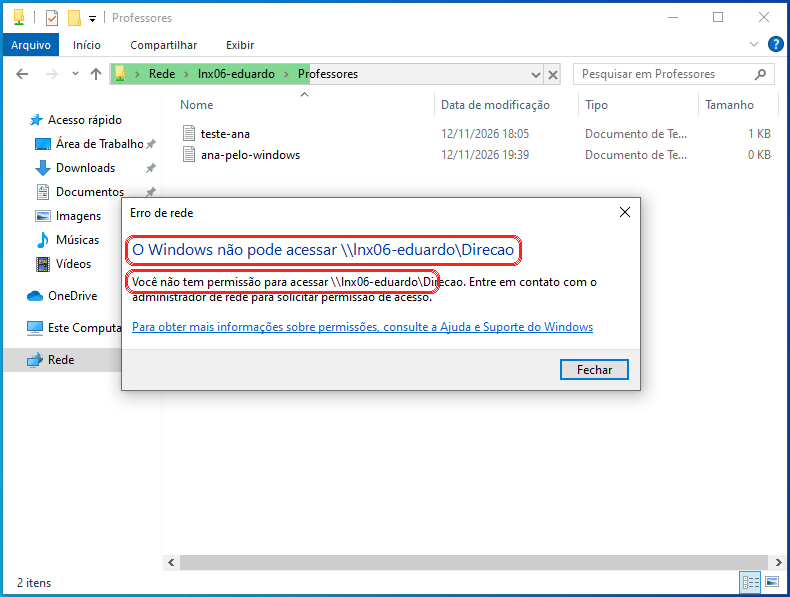 Professores
Arquivo Início Compartilhar Exibir
Rede lnx06-eduardo Professores
Pesquisar em Professores
Nome Data de modificação Tipo Tamanho
Acesso rápido
Área de Trabalho
Downloads
Documentos
Imagens
Músicas
Vídeos
OneDrive
Este Computa
Rede
teste-ana 12/11/2026 18:05 Documento de Te... 1 KB
ana-pelo-windows 12/11/2026 19:39 Documento de Te... 0 KB
Erro de rede
O Windows não pode acessar \\lnx06-eduardo\Direcao
Você não tem permissão para acessar \\lnx06-eduardo\Direcao. Entre em contato com o
administrador de rede para solicitar permissão de acesso.
Para obter mais informações sobre permissões, consulte a Ajuda e Suporte do Windows
Fechar
2 itens